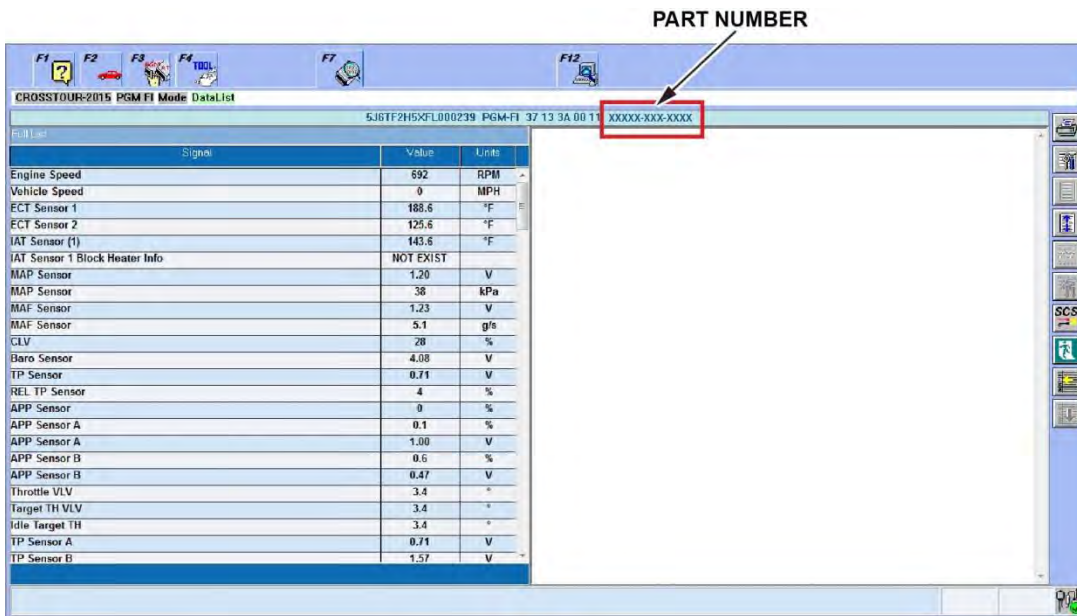 PART NUMBER
F1 F2 F3 F4 TOOL F7 F12
CROSSTOUR-2015 PGM FI Mode DataList
5J6TF2H5XFL000239 PGM-FI 37 13 3A 00 11 XXXXX-XXX-XXXX
Full List
Signal Value Units
Engine Speed 692 RPM
Vehicle Speed 0 MPH
ECT Sensor 1 188.6 °F
ECT Sensor 2 125.6 °F
IAT Sensor (1) 143.6 °F
IAT Sensor 1 Block Heater Info NOT EXIST
MAP Sensor 1.20 V
MAP Sensor 38 kPa
MAF Sensor 1.23 V
MAF Sensor 5.1 g/s
CLV 28 %
Baro Sensor 4.08 V
TP Sensor 0.71 V
REL TP Sensor 4 %
APP Sensor 0 %
APP Sensor A 0.1 %
APP Sensor A 1.00 V
APP Sensor B 0.6 %
APP Sensor B 0.47 V
Throttle VLV 3.4 °
Target TH VLV 3.4 °
Idle Target TH 3.4 °
TP Sensor A 0.71 V
TP Sensor B 1.57 V
SCS